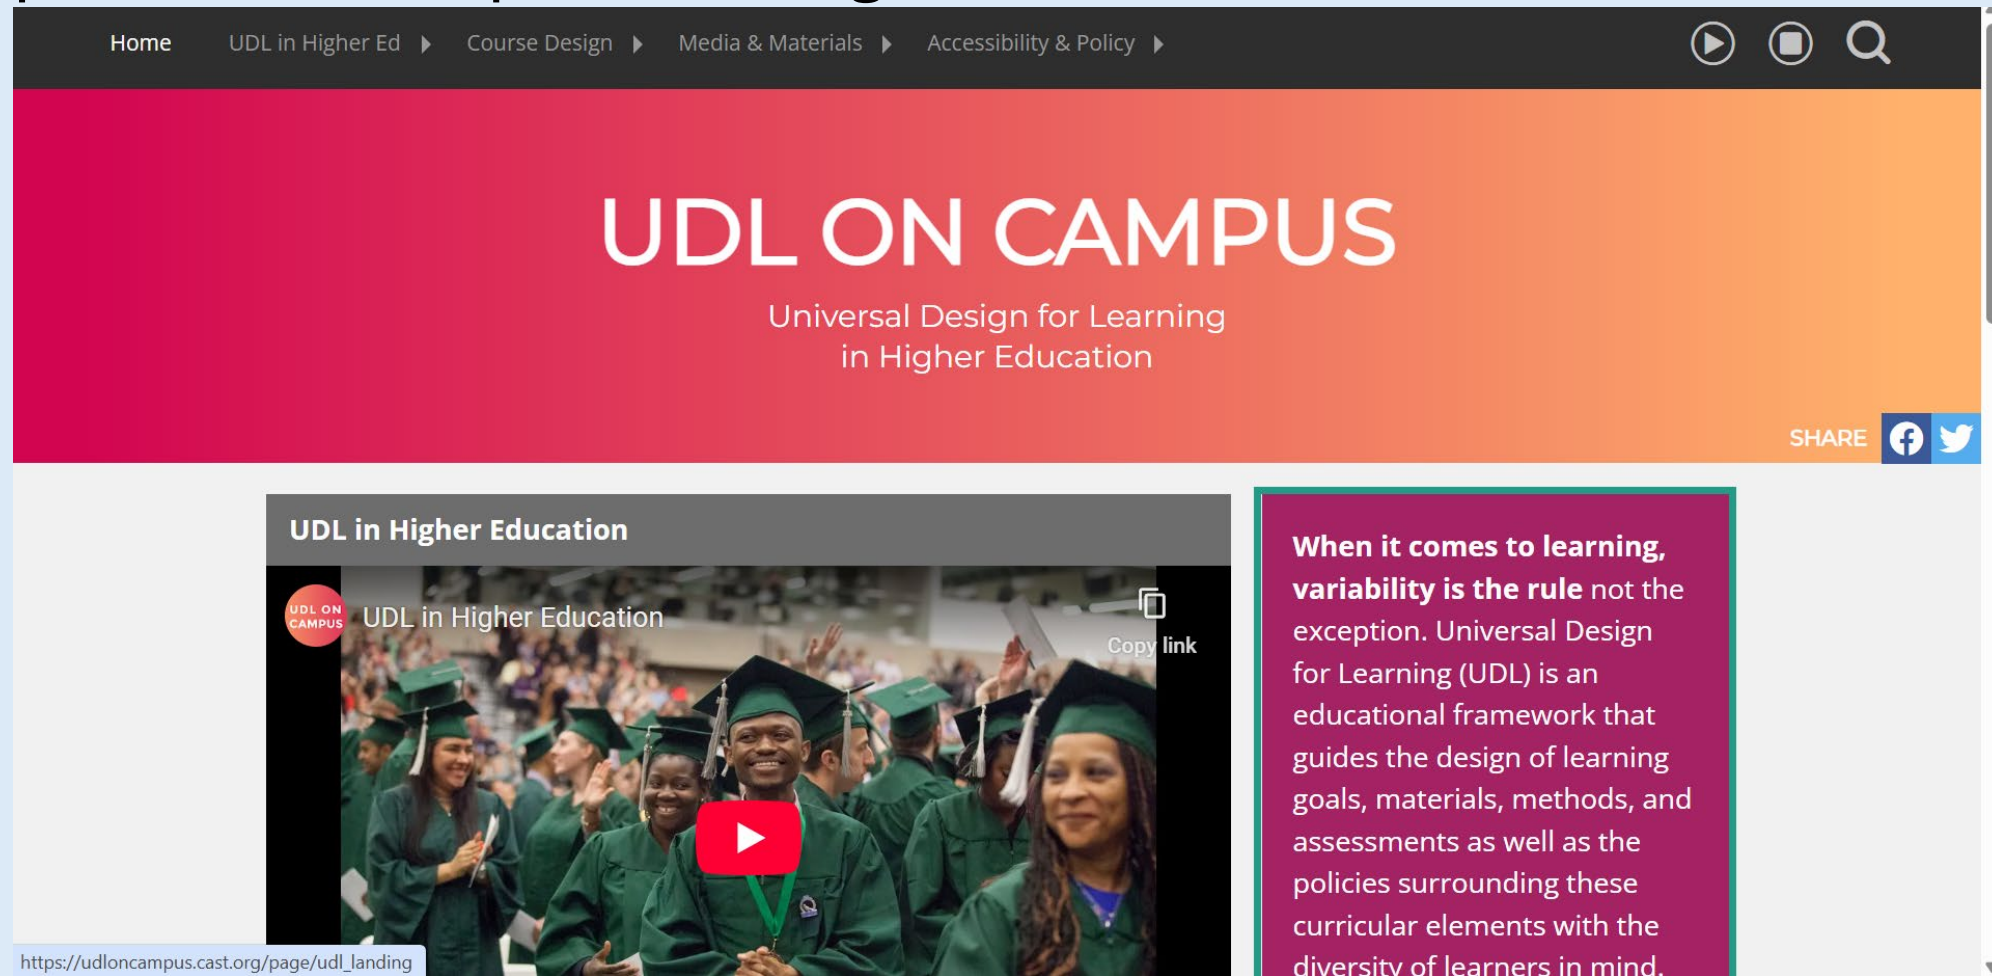 Home UDL in Higher Ed Course Design Media & Materials Accessibility & Policy
UDL ON CAMPUS
Universal Design for Learning
in Higher Education
SHARE
UDL in Higher Education
UDL ON
CAMPUS
UDL in Higher Education
Copy link
When it comes to learning,
variability is the rule not the
exception. Universal Design
for Learning (UDL) is an
educational framework that
guides the design of learning
goals, materials, methods, and
assessments as well as the
policies surrounding these
curricular elements with the
diversity of learners in mind.
https://udloncampus.cast.org/page/udl_landing